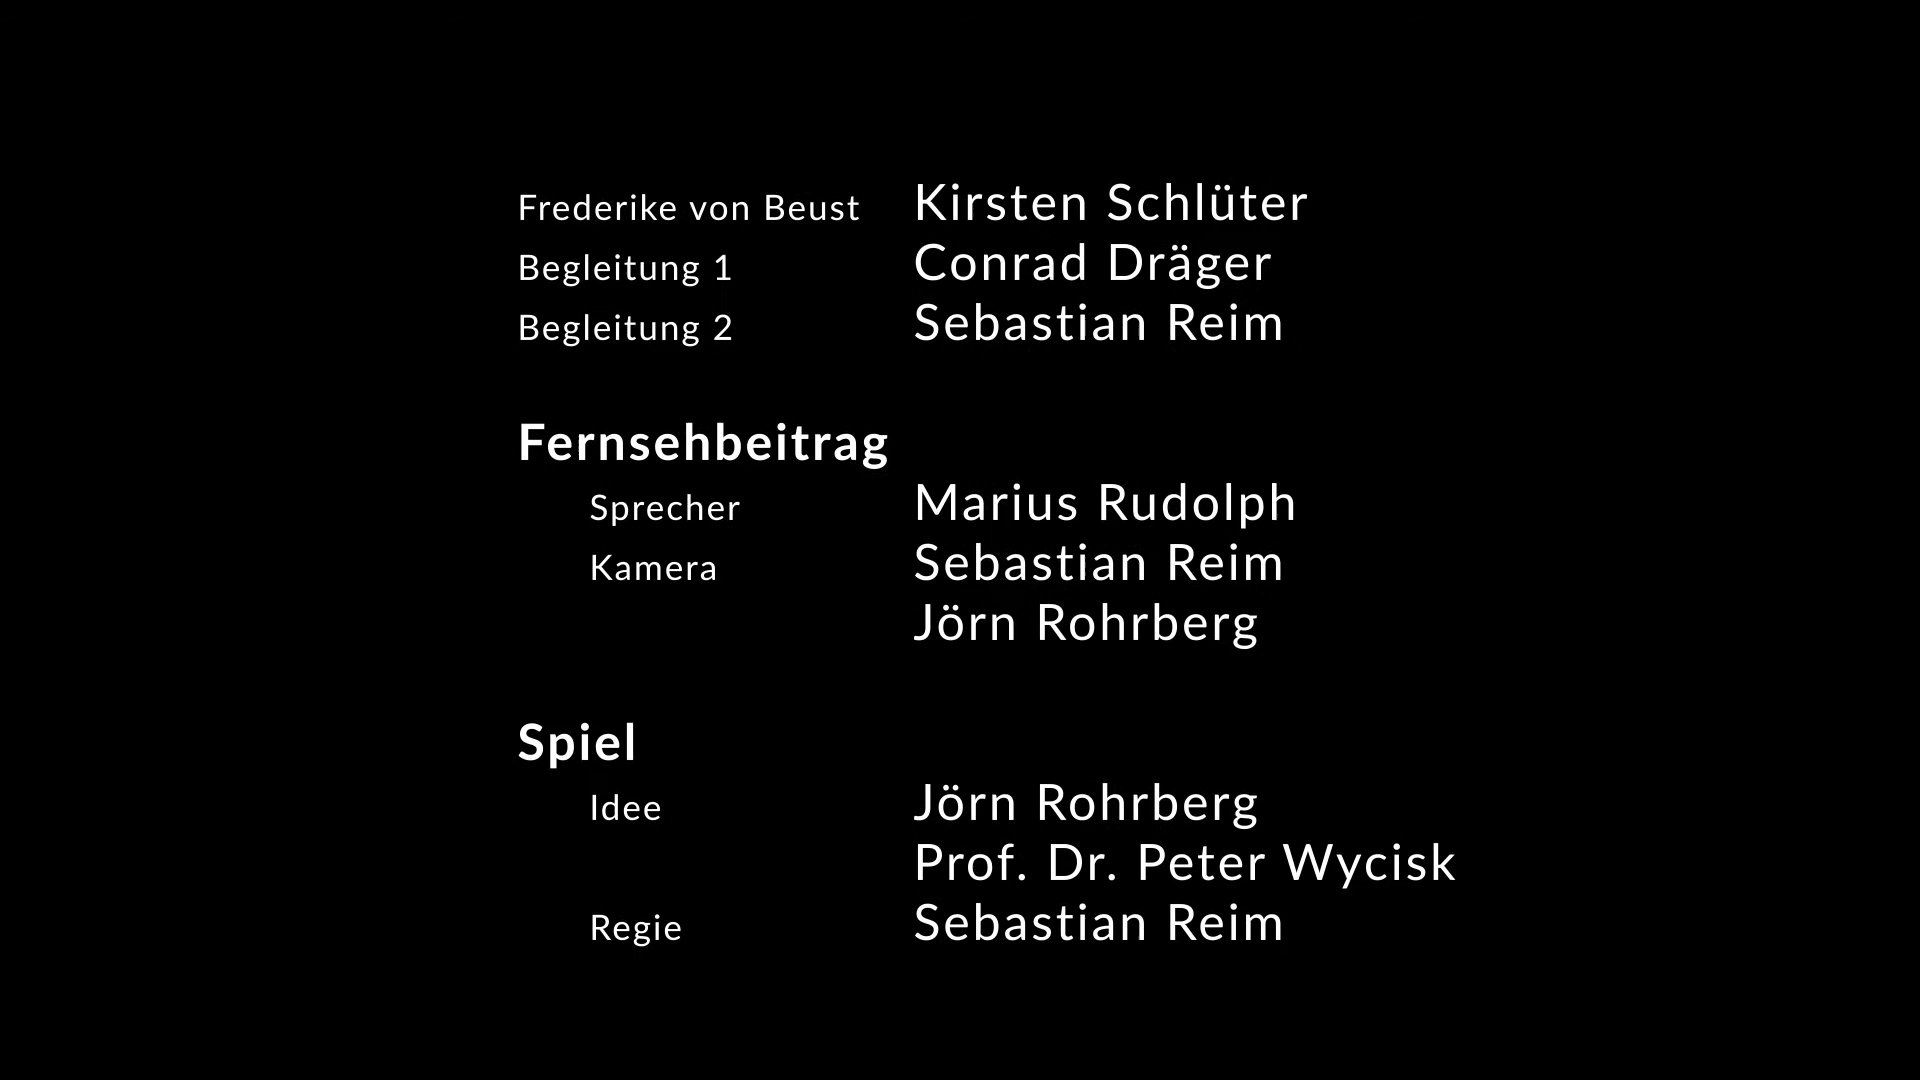 Frederike von Beust Kirsten Schlüter
Begleitung 1 Conrad Dräger
Begleitung 2 Sebastian Reim
Fernsehbeitrag
Sprecher Marius Rudolph
Kamera Sebastian Reim
Jörn Rohrberg
Spiel
Idee Jörn Rohrberg
Prof. Dr. Peter Wycisk
Regie Sebastian Reim